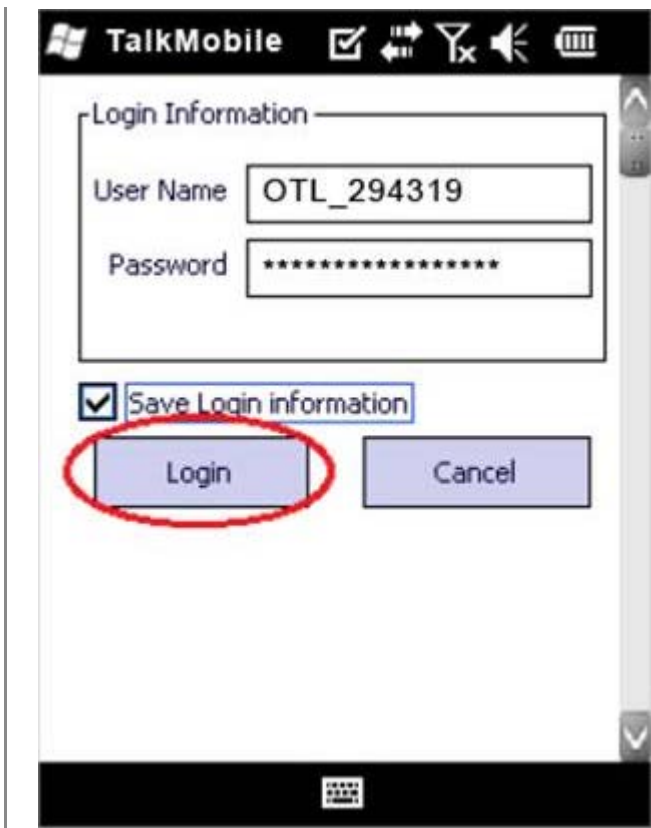 TalkMobile
Login Information
User Name OTL_294319
Password *****************
Save Login information
Login Cancel